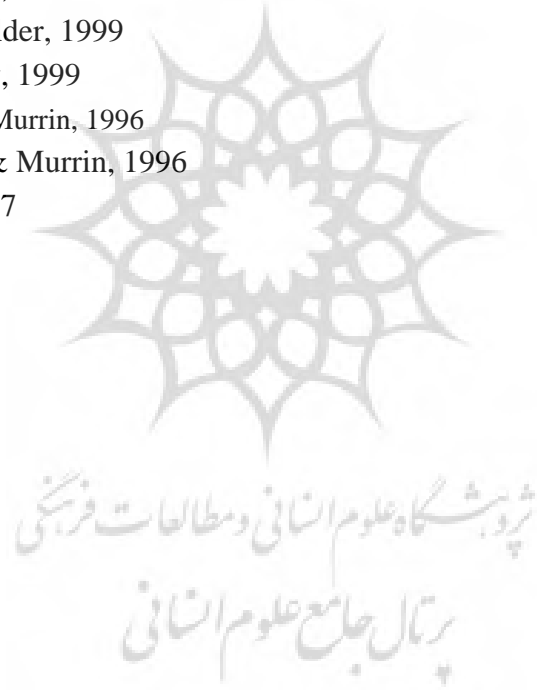 der, 1999
, 1999
Murrin, 1996
& Murrin, 1996
7
پژوهشگاه علوم انسانی و مطالعات فرهنگی
پرتال جامع علوم انسانی